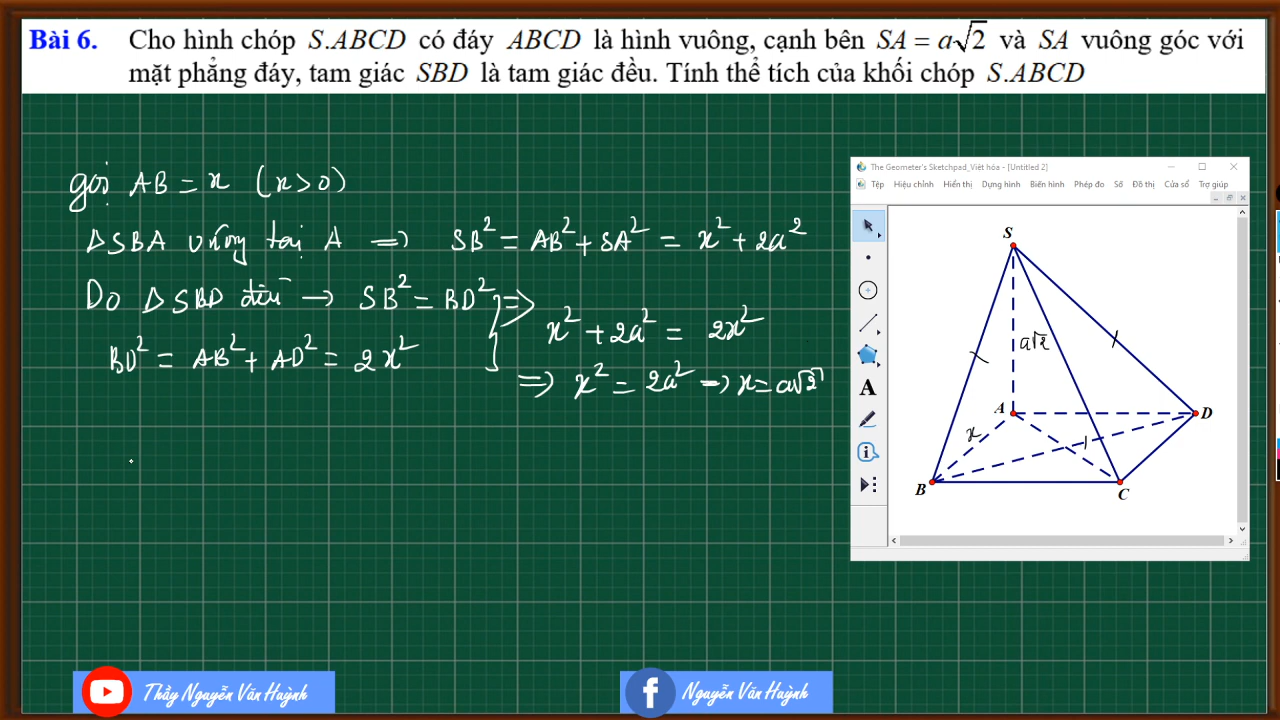 Bài 6. Cho hình chóp S.ABCD có đáy ABCD là hình vuông, cạnh bên SA = a√2 và SA vuông góc với
mặt phẳng đáy, tam giác SBD là tam giác đều. Tính thể tích của khối chóp S.ABCD
gọi AB = x (x > 0)
ΔSBA vuông tại A => SB² = AB² + SA² = x² + 2a²
Do ΔSBD đều → SB² = BD² =>
BD² = AB² + AD² = 2x²
x² + 2a² = 2x²
=> x² = 2a² → x = a√2
The Geometer's Sketchpad_Việt hóa - [Untitled 2]
Tệp Hiệu chỉnh Hiển thị Dựng hình Biến hình Phép đo Số Đồ thị Cửa sổ Trợ giúp
S
a√2
A
A
D
x
B
C
Thầy Nguyễn Văn Huỳnh
f Nguyễn Văn Huỳnh